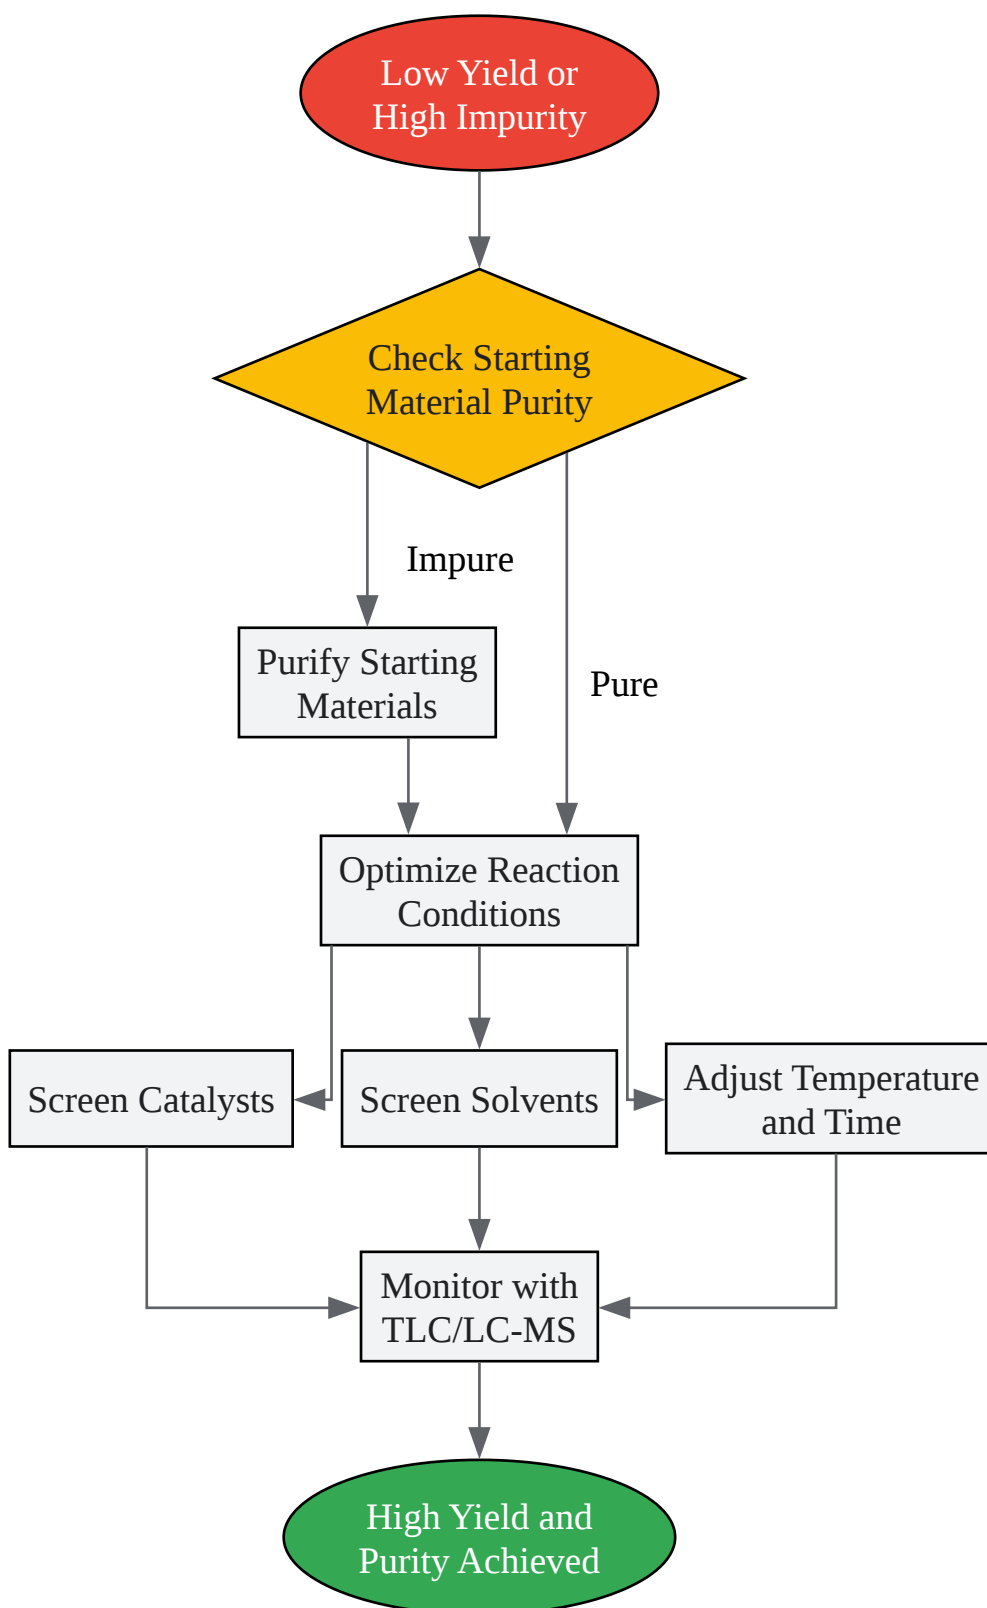 Low Yield or
High Impurity
Check Starting
Material Purity
Impure
Purify Starting
Materials
Pure
Optimize Reaction
Conditions
Screen Catalysts
Screen Solvents
Adjust Temperature
and Time
Monitor with
TLC/LC-MS
High Yield and
Purity Achieved